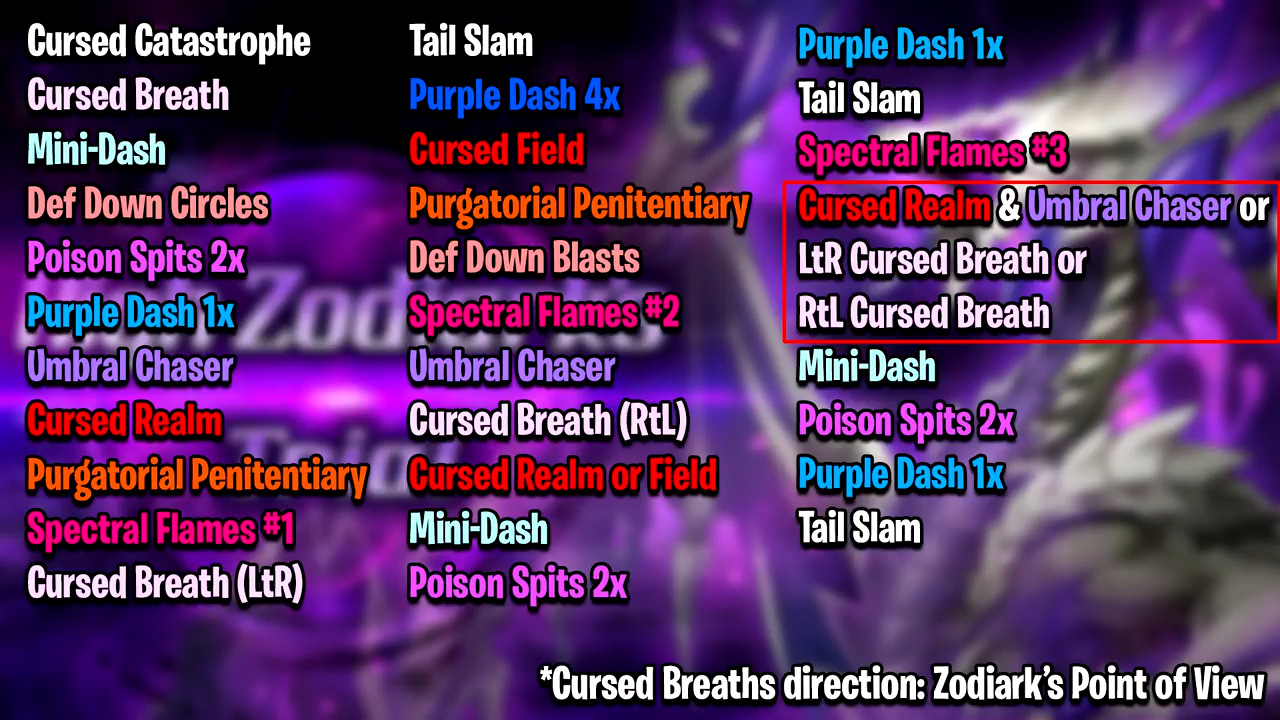 Cursed Catastrophe
Cursed Breath
Mini-Dash
Def Down Circles
Poison Spits 2x
Purple Dash 1x
Umbral Chaser
Cursed Realm
Purgatorial Penitentiary
Spectral Flames #1
Cursed Breath (LtR)
Tail Slam
Purple Dash 4x
Cursed Field
Purgatorial Penitentiary
Def Down Blasts
Spectral Flames #2
Umbral Chaser
Cursed Breath (RtL)
Cursed Realm or Field
Mini-Dash
Poison Spits 2x
Purple Dash 1x
Tail Slam
Spectral Flames #3
Cursed Realm & Umbral Chaser or
LtR Cursed Breath or
RtL Cursed Breath
Mini-Dash
Poison Spits 2x
Purple Dash 1x
Tail Slam
*Cursed Breaths direction: Zodiark's Point of View